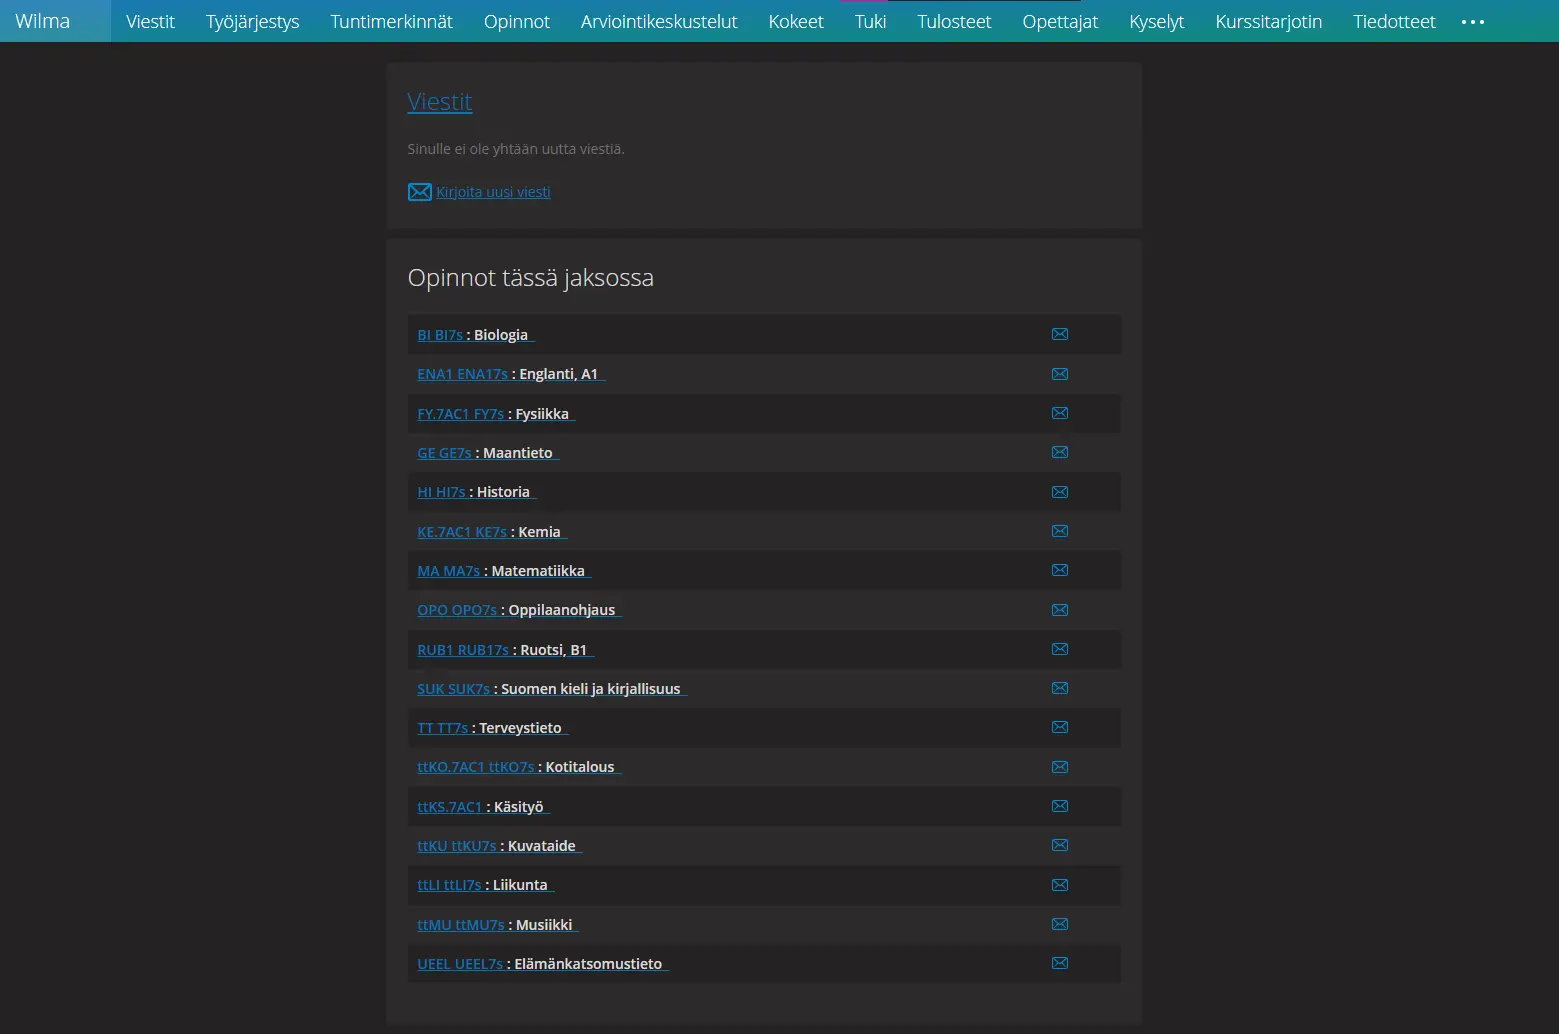 Wilma Viestit Työjärjestys Tuntimerkinnät Opinnot Arviointikeskustelut Kokeet Tuki Tulosteet Opettajat Kyselyt Kurssitarjotin Tiedotteet •••
Viestit
Sinulle ei ole yhtään uutta viestiä.
Kirjoita uusi viesti
Opinnot tässä jaksossa
BI BI7s : Biologia
ENA1 ENA17s : Englanti, A1
FY.7AC1 FY7s : Fysiikka
GE GE7s : Maantieto
HI HI7s : Historia
KE.7AC1 KE7s : Kemia
MA MA7s : Matematiikka
OPO OPO7s : Oppilaanohjaus
RUB1 RUB17s : Ruotsi, B1
SUK SUK7s : Suomen kieli ja kirjallisuus
TT TT7s : Terveystieto
ttKO.7AC1 ttKO7s : Kotitalous
ttKS.7AC1 : Käsityö
ttKU ttKU7s : Kuvataide
ttLI ttLI7s : Liikunta
ttMU ttMU7s : Musiikki
UEEL UEEL7s : Elämänkatsomustieto